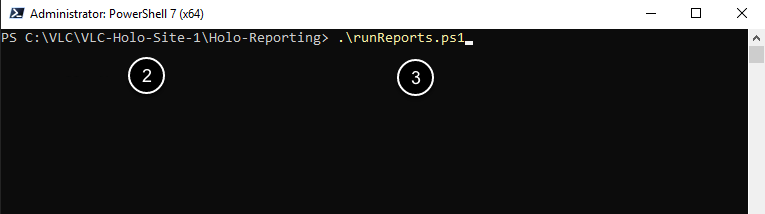 Administrator: PowerShell 7 (x64)
PS C:\VLC\VLC-Holo-Site-1\Holo-Reporting> .\runReports.ps1
2 3